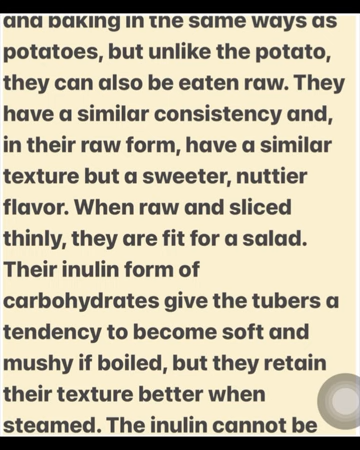 and baking in the same ways as
potatoes, but unlike the potato,
they can also be eaten raw. They
have a similar consistency and,
in their raw form, have a similar
texture but a sweeter, nuttier
flavor. When raw and sliced
thinly, they are fit for a salad.
Their inulin form of
carbohydrates give the tubers a
tendency to become soft and
mushy if boiled, but they retain
their texture better when
steamed. The inulin cannot be